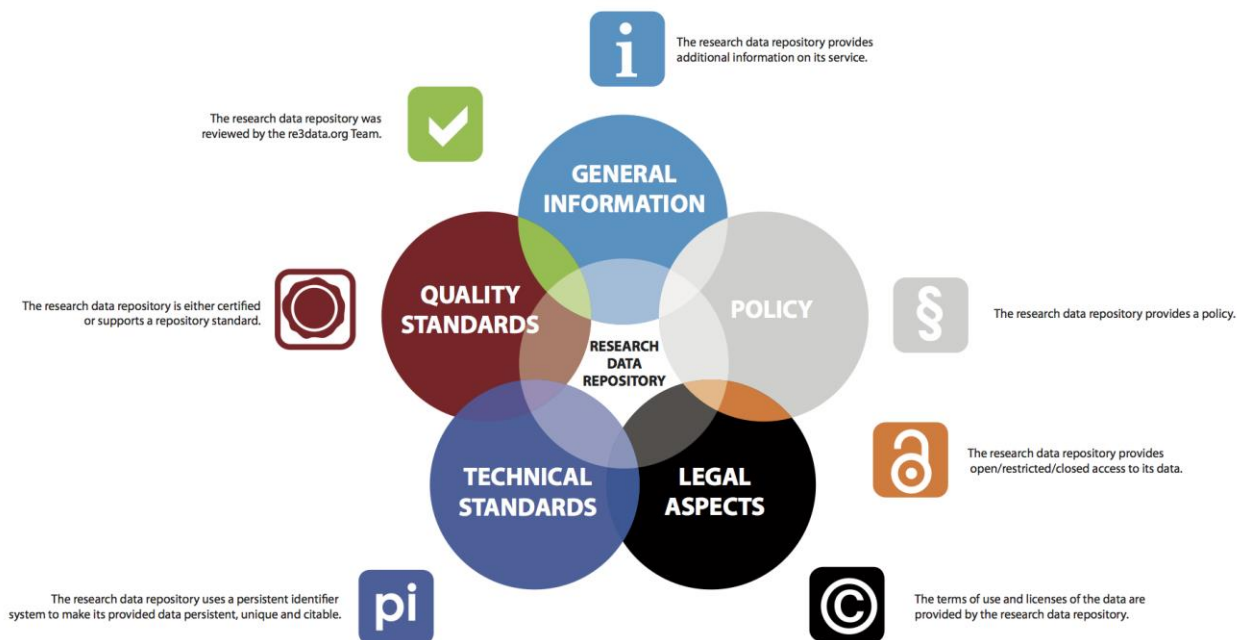 i
The research data repository provides
additional information on its service.
The research data repository was
reviewed by the re3data.org Team.
GENERAL
INFORMATION
QUALITY
STANDARDS
POLICY
The research data repository is either certified
or supports a repository standard.
§
The research data repository provides a policy.
RESEARCH
DATA
REPOSITORY
The research data repository provides
open/restricted/closed access to its data.
TECHNICAL
STANDARDS
LEGAL
ASPECTS
The research data repository uses a persistent identifier
system to make its provided data persistent, unique and citable.
pi
©
The terms of use and licenses of the data are
provided by the research data repository.